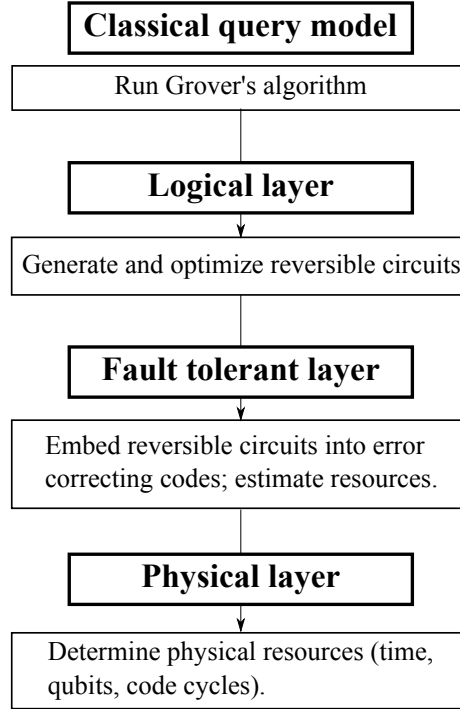 Classical query model
Run Grover's algorithm
Logical layer
Generate and optimize reversible circuits
Fault tolerant layer
Embed reversible circuits into error
correcting codes; estimate resources.
Physical layer
Determine physical resources (time,
qubits, code cycles).